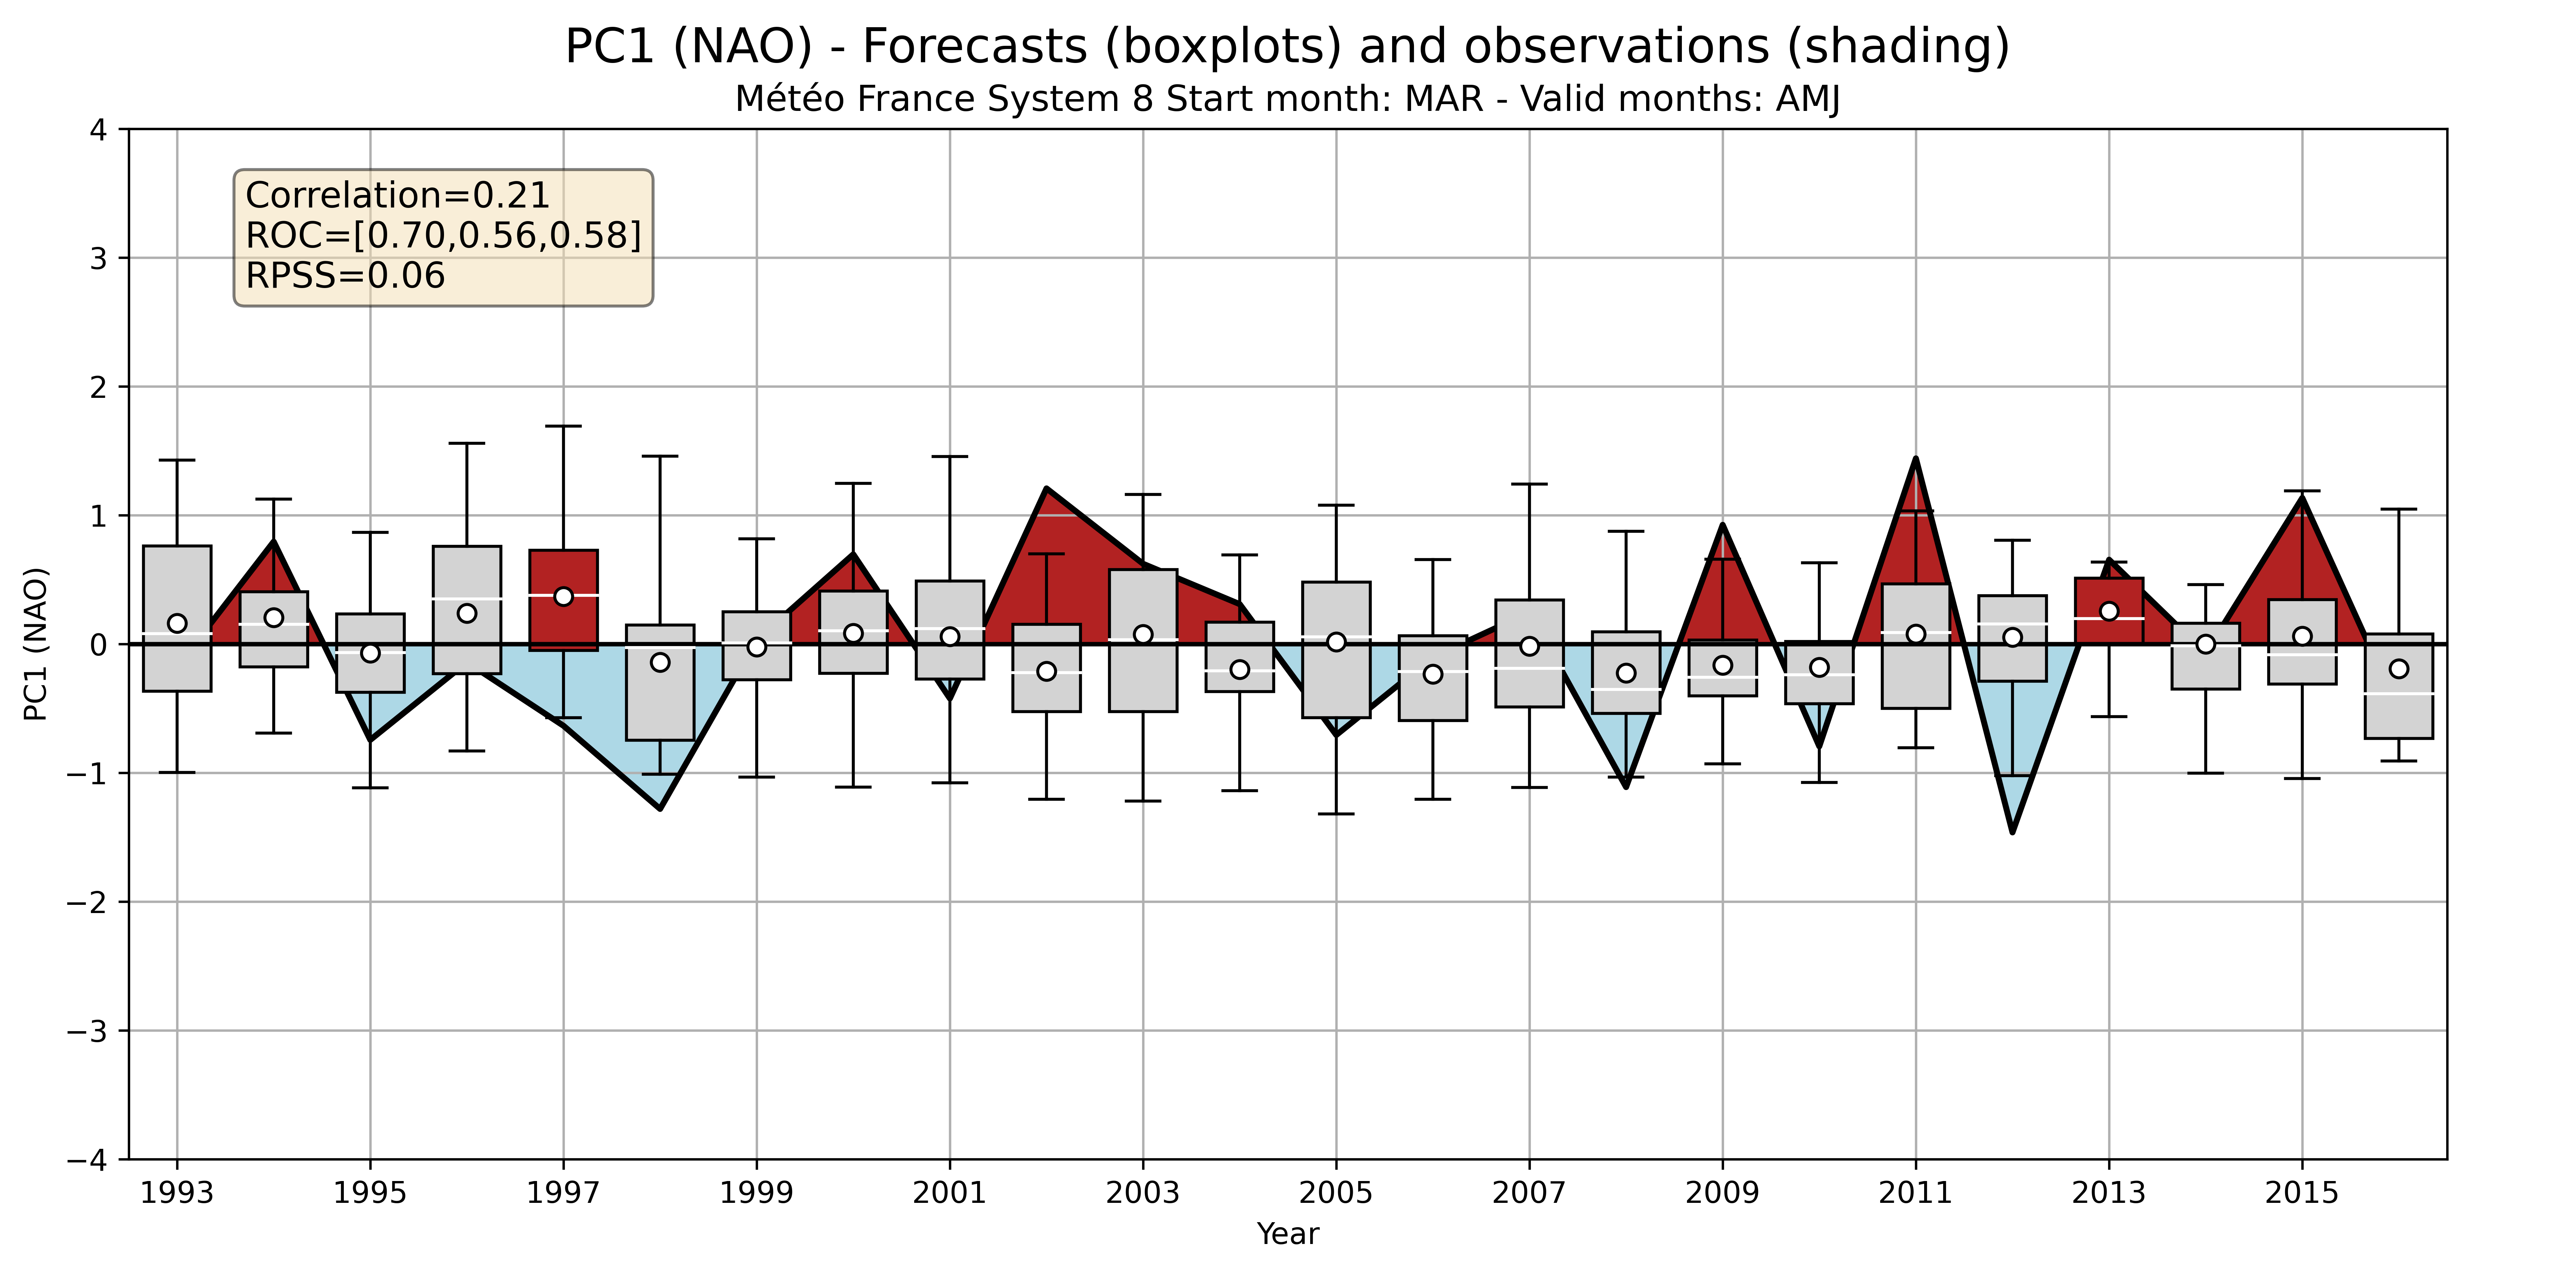 PC1 (NAO) - Forecasts (boxplots) and observations (shading)
Météo France System 8 Start month: MAR - Valid months: AMJ
Correlation=0.21
ROC=[0.70,0.56,0.58]
RPSS=0.06
4
3
2
1
0
−1
−2
−3
−4
PC1 (NAO)
1993 1995 1997 1999 2001 2003 2005 2007 2009 2011 2013 2015
Year